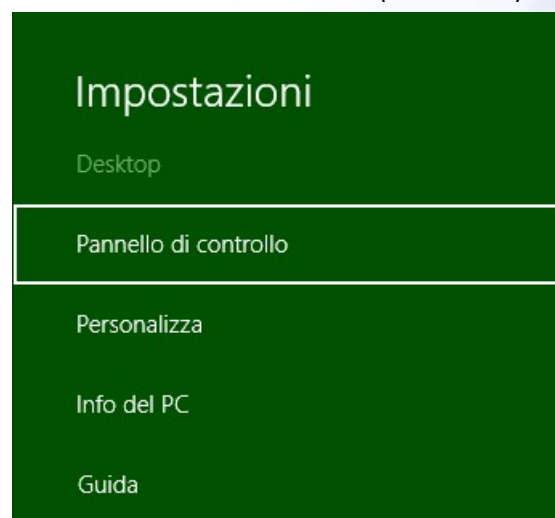 Impostazioni
Desktop
Pannello di controllo
Personalizza
Info del PC
Guida